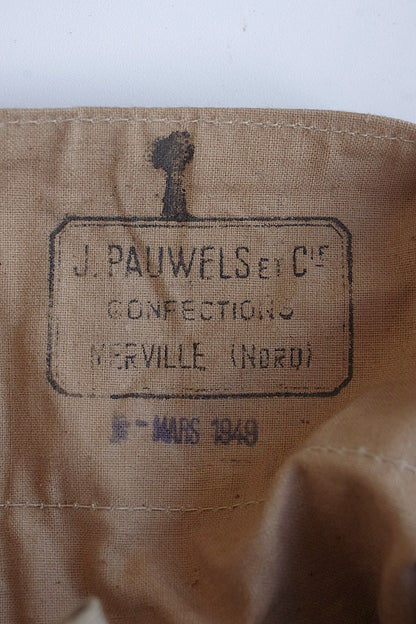 J. PAUWELS ET CIE
CONFECTIONS
MERVILLE (NORD)
MARS 1949